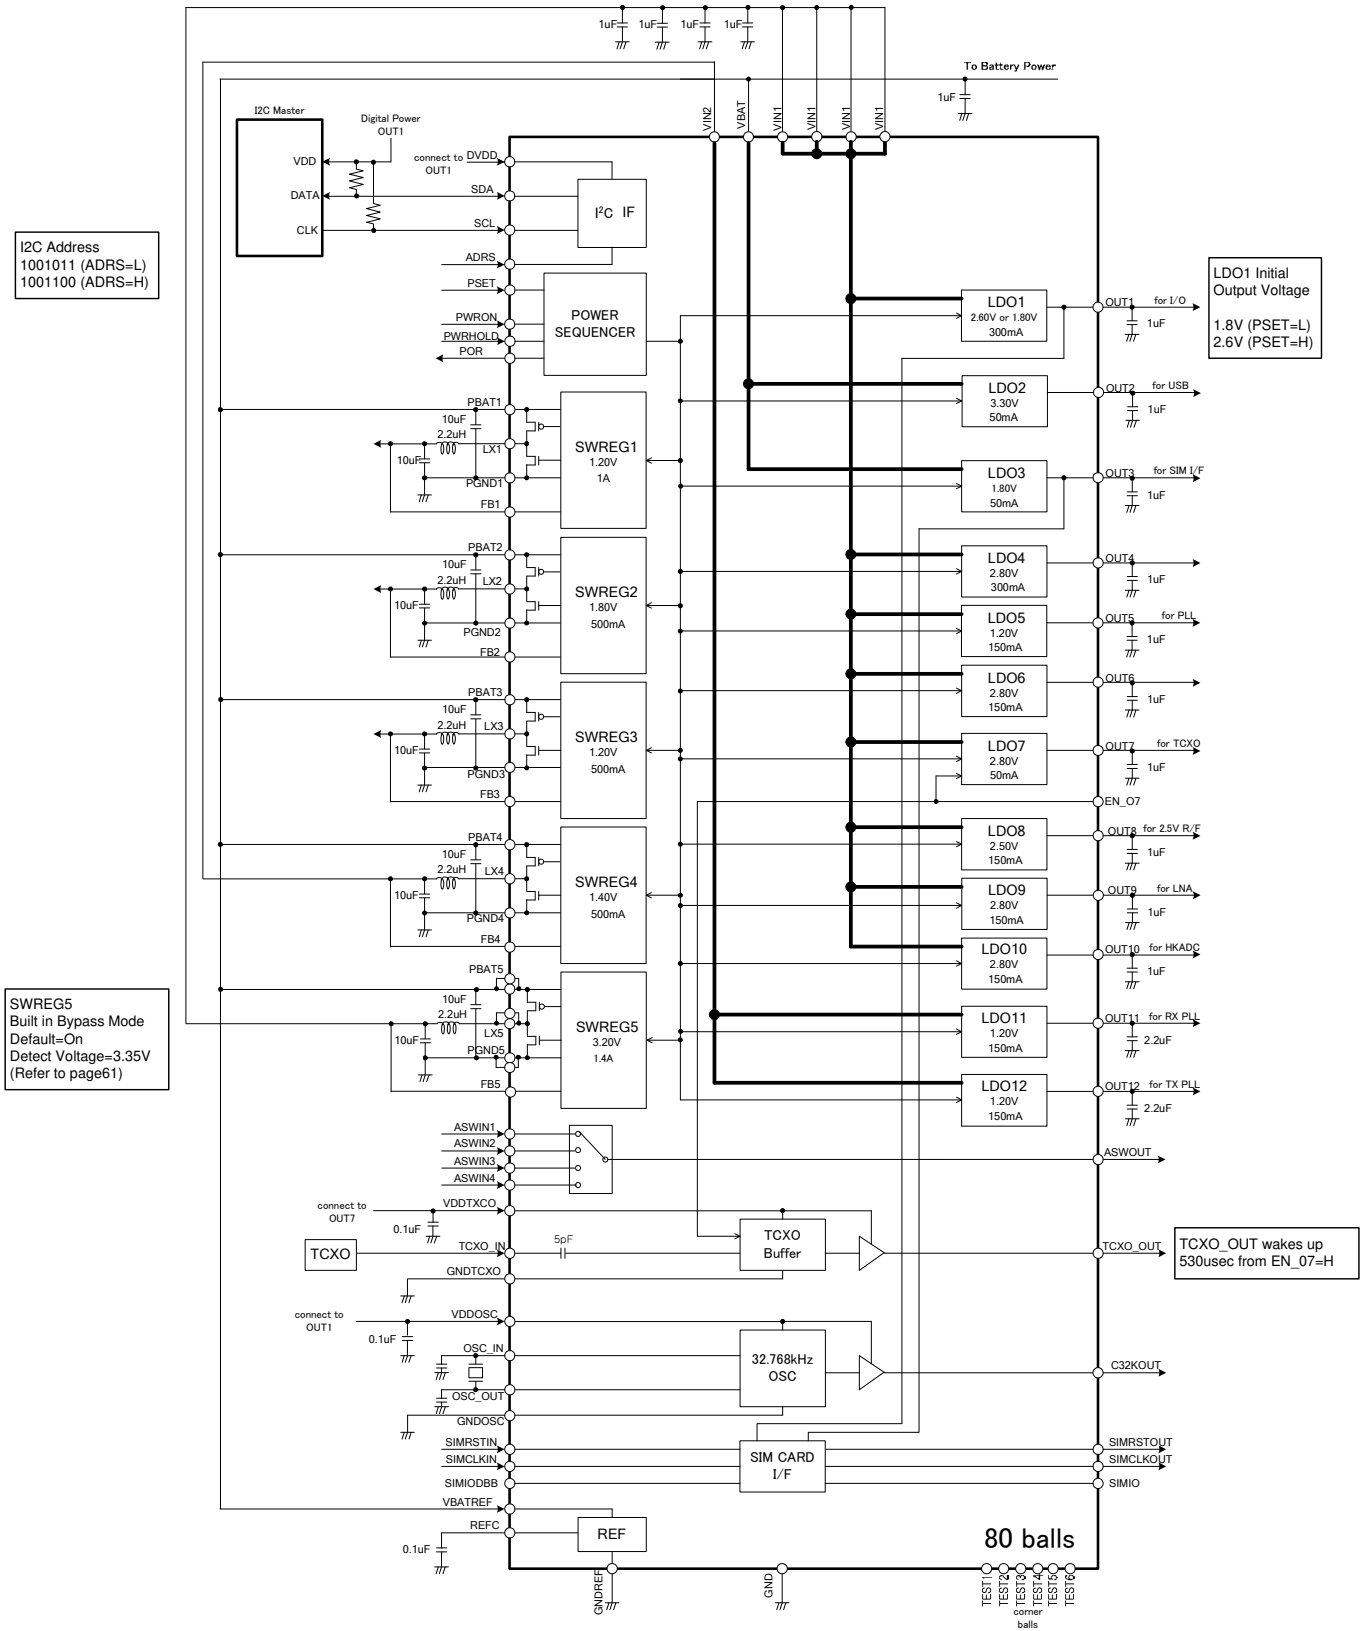 1uF
1uF
1uF
1uF
To Battery Power
1uF
VIN2
VBAT
VIN1
VIN1
VIN1
VIN1
I2C Master
Digital Power
OUT1
VDD
DATA
CLK
connect to
OUT1
DVDD
SDA
SCL
ADRS
I²C IF
I2C Address
1001011 (ADRS=L)
1001100 (ADRS=H)
PSET
PWRON
PWRHOLD
POR
POWER
SEQUENCER
LDO1
2.60V or 1.80V
300mA
OUT1
for I/O
1uF
LDO1 Initial
Output Voltage
1.8V (PSET=L)
2.6V (PSET=H)
LDO2
3.30V
50mA
OUT2
for USB
1uF
PBAT1
10uF
2.2uH
LX1
10uF
PGND1
FB1
SWREG1
1.20V
1A
LDO3
1.80V
50mA
OUT3
for SIM I/F
1uF
PBAT2
10uF
2.2uH
LX2
10uF
PGND2
FB2
SWREG2
1.80V
500mA
LDO4
2.80V
300mA
OUT4
1uF
LDO5
1.20V
150mA
OUT5
for PLL
1uF
LDO6
2.80V
150mA
OUT6
1uF
PBAT3
10uF
2.2uH
LX3
10uF
PGND3
FB3
SWREG3
1.20V
500mA
LDO7
2.80V
50mA
OUT7
for TCXO
1uF
EN_O7
PBAT4
10uF
2.2uH
LX4
10uF
PGND4
FB4
SWREG4
1.40V
500mA
LDO8
2.50V
150mA
OUT8
for 2.5V R/F
1uF
LDO9
2.80V
150mA
OUT9
for LNA
1uF
LDO10
2.80V
150mA
OUT10
for HKADC
1uF
SWREG5
Built in Bypass Mode
Default=On
Detect Voltage=3.35V
(Refer to page61)
PBAT5
10uF
2.2uH
LX5
10uF
PGND5
FB5
SWREG5
3.20V
1.4A
LDO11
1.20V
150mA
OUT11
for RX PLL
2.2uF
LDO12
1.20V
150mA
OUT12
for TX PLL
2.2uF
ASWIN1
ASWIN2
ASWIN3
ASWIN4
ASWOUT
connect to
OUT7
VDDTXCO
0.1uF
TCXO
TCXO_IN
5pF
GNDTCXO
TCXO
Buffer
TCXO_OUT
TCXO_OUT wakes up
530usec from EN_07=H
connect to
OUT1
VDDOSC
0.1uF
OSC_IN
OSC_OUT
GNDOSC
32.768kHz
OSC
C32KOUT
SIMRSTIN
SIMCLKIN
SIMIODBB
SIM CARD
I/F
SIMRSTOUT
SIMCLKOUT
SIMIO
VBATREF
REFC
0.1uF
REF
GNDREF
GND
80 balls
TEST1
TEST2
TEST3
TEST4
TEST5
TEST6
corner
balls